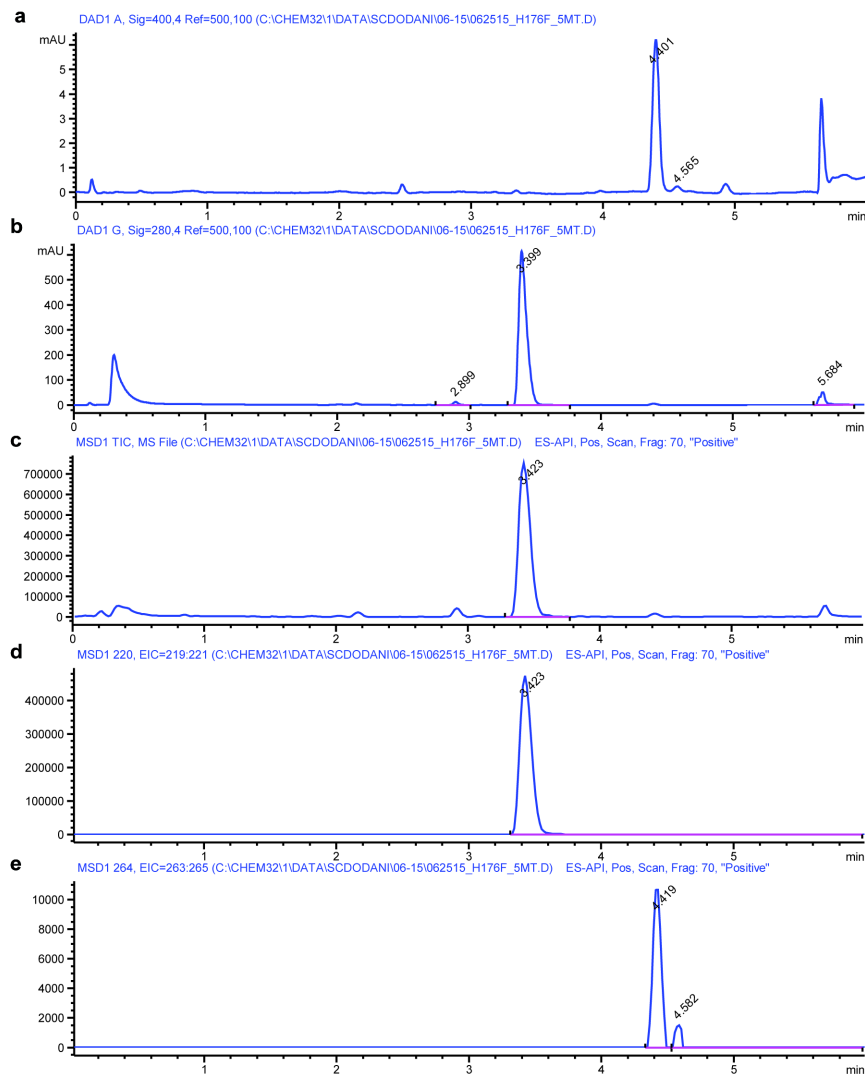 a
DAD1 A, Sig=400,4 Ref=500,100 (C:\CHEM32\1\DATA\SCDODANI\06-15\062515_H176F_5MT.D)
mAU
5
4
3
2
1
0
4.401
4.565
0 1 2 3 4 5 min
b
DAD1 G, Sig=280,4 Ref=500,100 (C:\CHEM32\1\DATA\SCDODANI\06-15\062515_H176F_5MT.D)
mAU
500
400
300
200
100
0
2.899
3.399
5.684
0 1 2 3 4 5 min
c
MSD1 TIC, MS File (C:\CHEM32\1\DATA\SCDODANI\06-15\062515_H176F_5MT.D) ES-API, Pos, Scan, Frag: 70, "Positive"
700000
600000
500000
400000
300000
200000
100000
0
3.423
0 1 2 3 4 5 min
d
MSD1 220, EIC=219:221 (C:\CHEM32\1\DATA\SCDODANI\06-15\062515_H176F_5MT.D) ES-API, Pos, Scan, Frag: 70, "Positive"
400000
300000
200000
100000
0
3.423
0 1 2 3 4 5 min
e
MSD1 264, EIC=263:265 (C:\CHEM32\1\DATA\SCDODANI\06-15\062515_H176F_5MT.D) ES-API, Pos, Scan, Frag: 70, "Positive"
10000
8000
6000
4000
2000
0
4.419
4.582
0 1 2 3 4 5 min